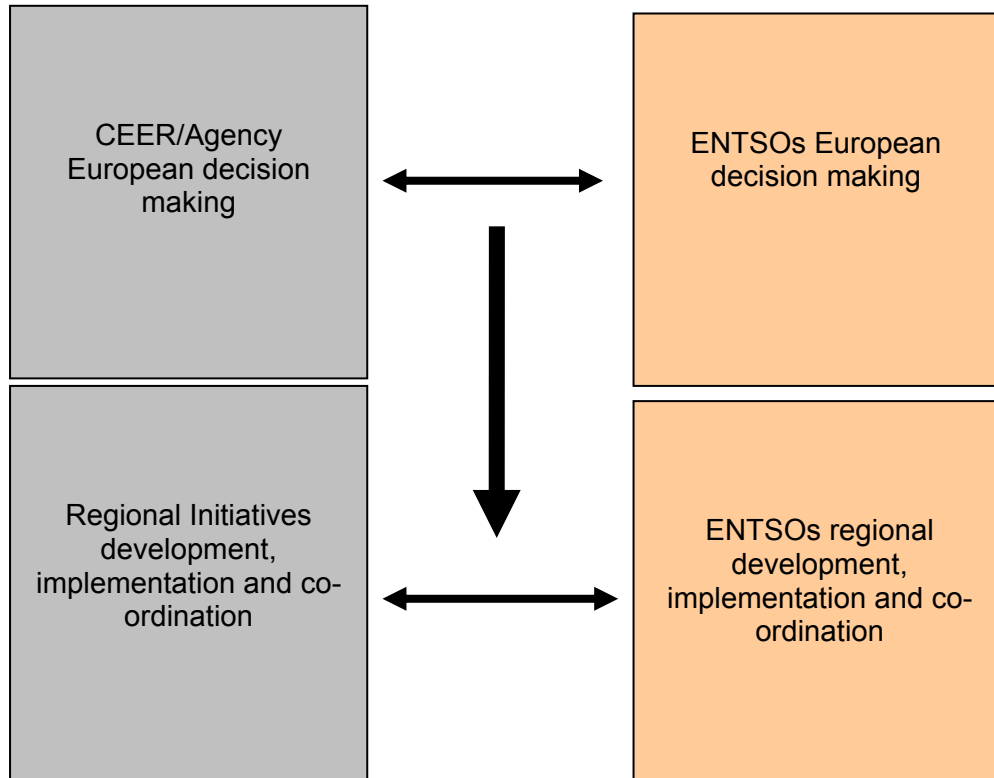 CEER/Agency
European decision
making
ENTSOs European
decision making
Regional Initiatives
development,
implementation and co-
ordination
ENTSOs regional
development,
implementation and co-
ordination